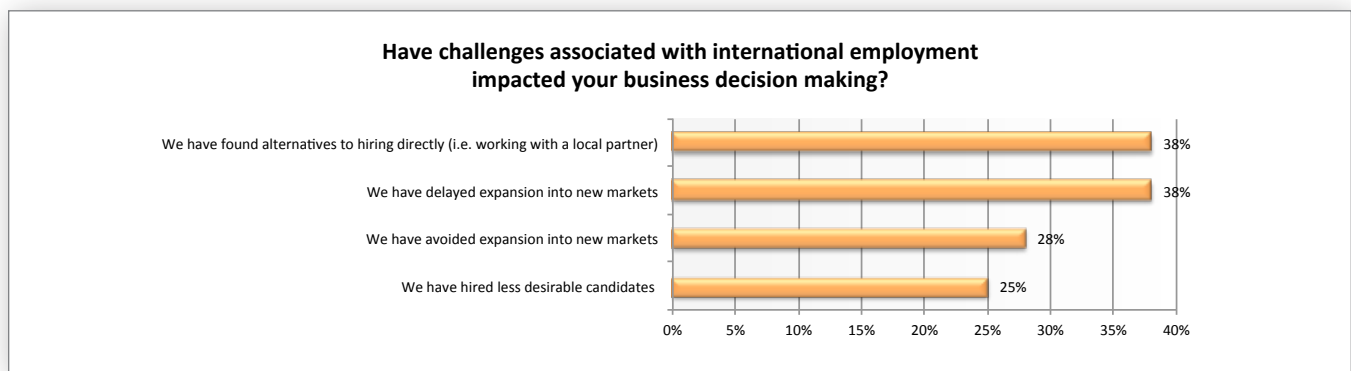 Have challenges associated with international employment
impacted your business decision making?
We have found alternatives to hiring directly (i.e. working with a local partner)
38%
We have delayed expansion into new markets
38%
We have avoided expansion into new markets
28%
We have hired less desirable candidates
25%
0% 5% 10% 15% 20% 25% 30% 35% 40%